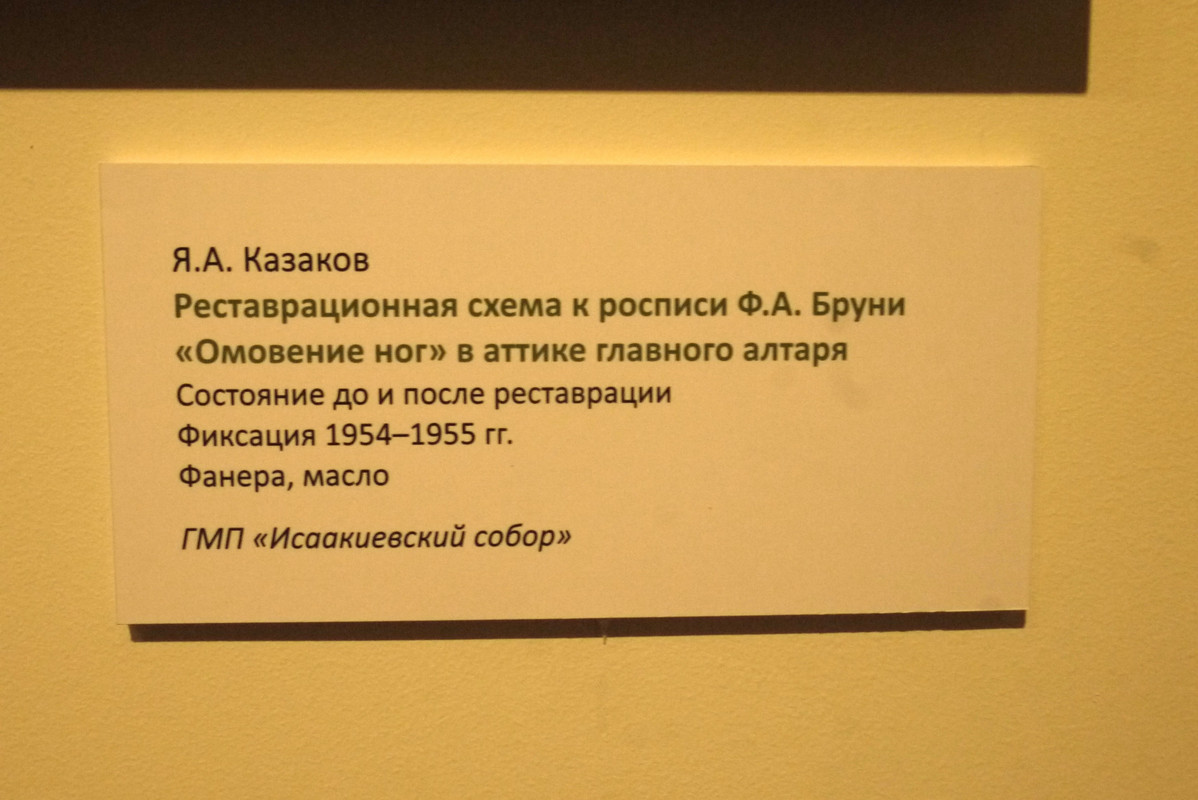 Я.А. Казаков
Реставрационная схема к росписи Ф.А. Бруни
«Омовение ног» в аттике главного алтаря
Состояние до и после реставрации
Фиксация 1954–1955 гг.
Фанера, масло
ГМП «Исаакиевский собор»